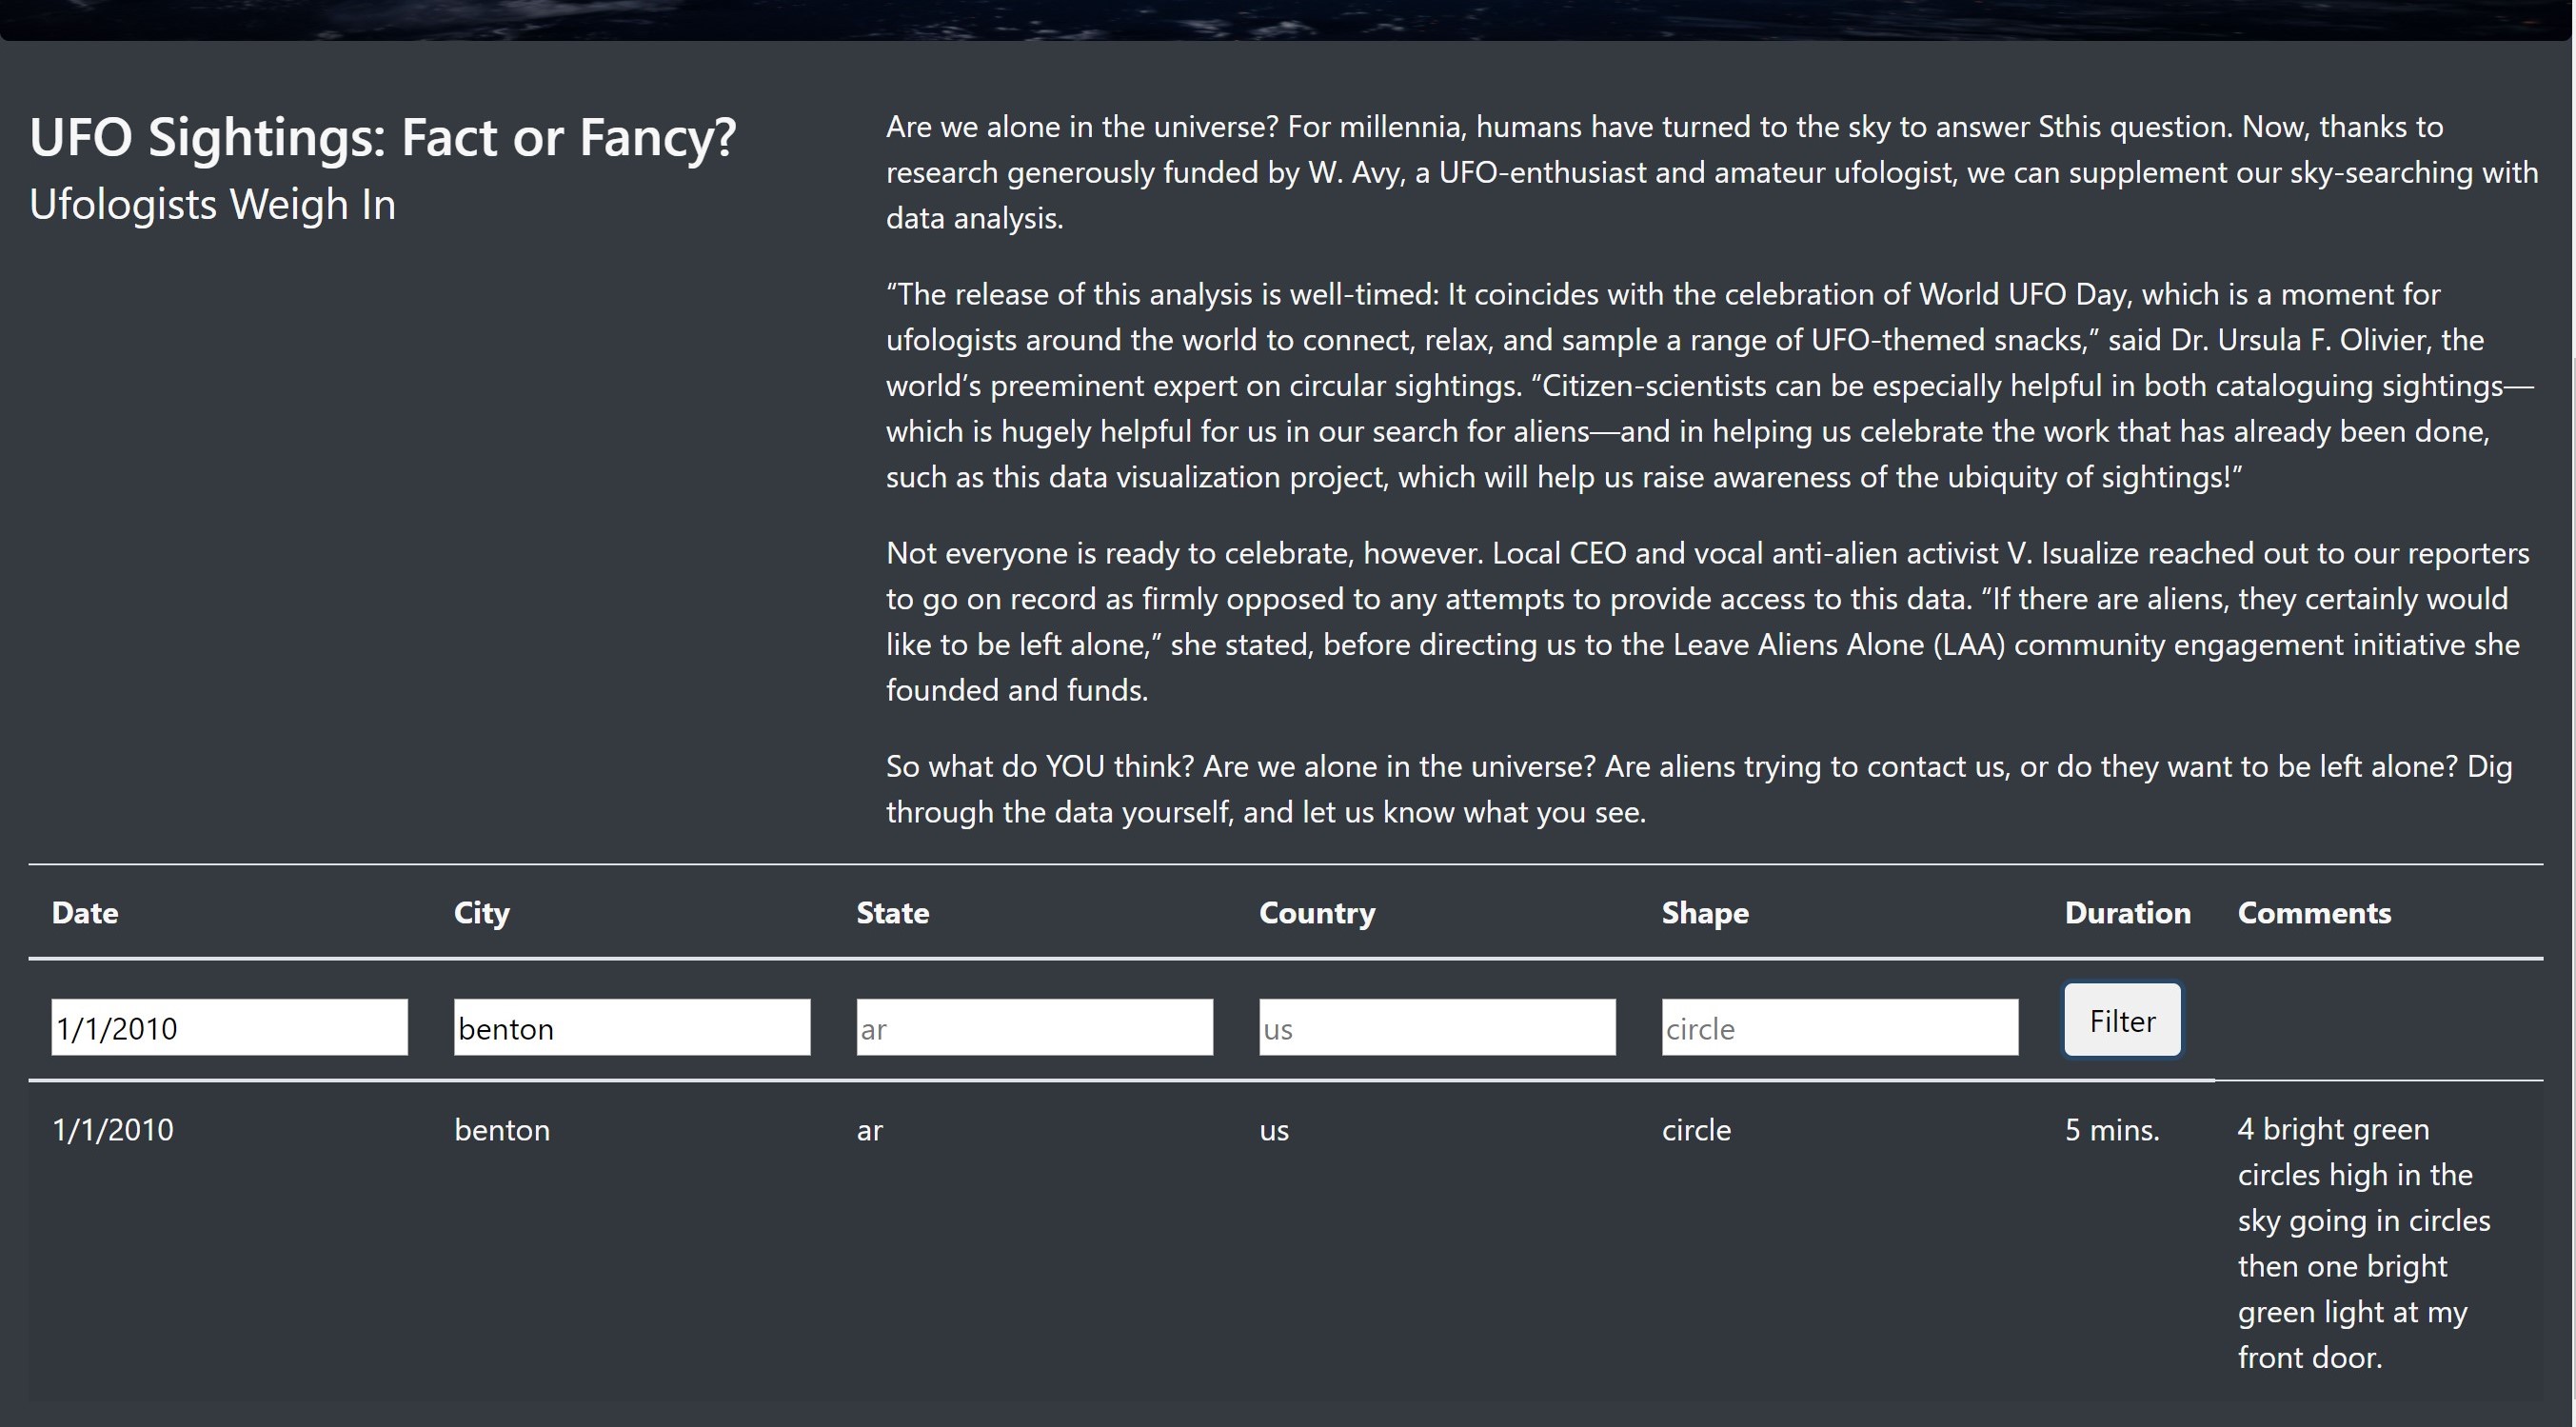 UFO Sightings: Fact or Fancy?
Ufologists Weigh In
Are we alone in the universe? For millennia, humans have turned to the sky to answer Sthis question. Now, thanks to
research generously funded by W. Avy, a UFO-enthusiast and amateur ufologist, we can supplement our sky-searching with
data analysis.
“The release of this analysis is well-timed: It coincides with the celebration of World UFO Day, which is a moment for
ufologists around the world to connect, relax, and sample a range of UFO-themed snacks,” said Dr. Ursula F. Olivier, the
world’s preeminent expert on circular sightings. “Citizen-scientists can be especially helpful in both cataloguing sightings—
which is hugely helpful for us in our search for aliens—and in helping us celebrate the work that has already been done,
such as this data visualization project, which will help us raise awareness of the ubiquity of sightings!”
Not everyone is ready to celebrate, however. Local CEO and vocal anti-alien activist V. Isualize reached out to our reporters
to go on record as firmly opposed to any attempts to provide access to this data. “If there are aliens, they certainly would
like to be left alone,” she stated, before directing us to the Leave Aliens Alone (LAA) community engagement initiative she
founded and funds.
So what do YOU think? Are we alone in the universe? Are aliens trying to contact us, or do they want to be left alone? Dig
through the data yourself, and let us know what you see.
Date City State Country Shape Duration Comments
1/1/2010 benton ar us circle Filter
1/1/2010 benton ar us circle 5 mins. 4 bright green
circles high in the
sky going in circles
then one bright
green light at my
front door.